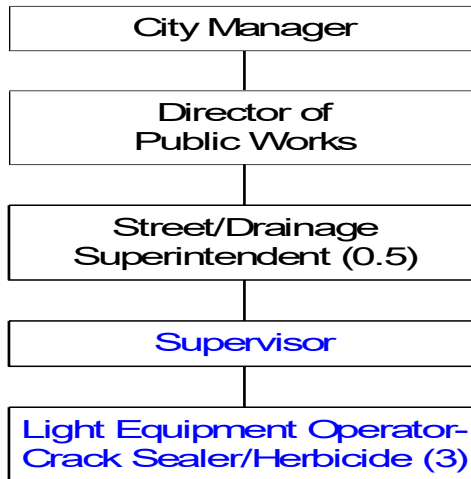 City Manager
Director of
Public Works
Street/Drainage
Superintendent (0.5)
Supervisor
Light Equipment Operator-
Crack Sealer/Herbicide (3)